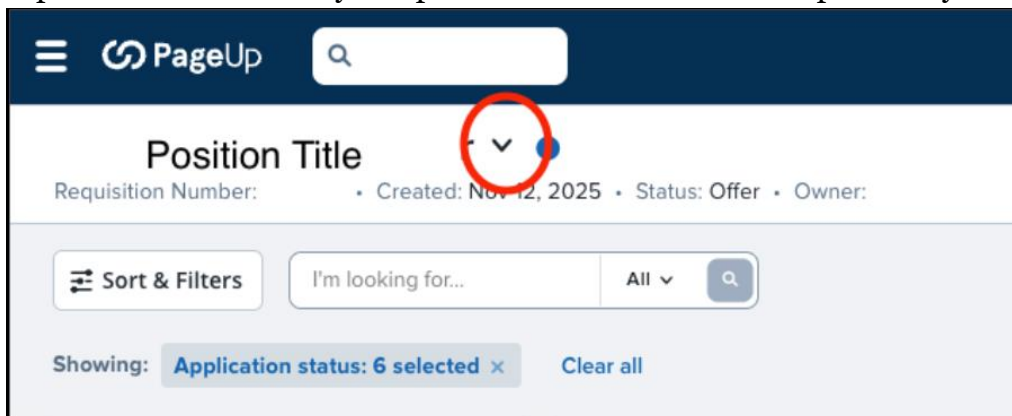 PageUp
Position Title
Requisition Number: • Created: Nov 12, 2025 • Status: Offer • Owner:
Sort & Filters I'm looking for... All
Showing: Application status: 6 selected × Clear all